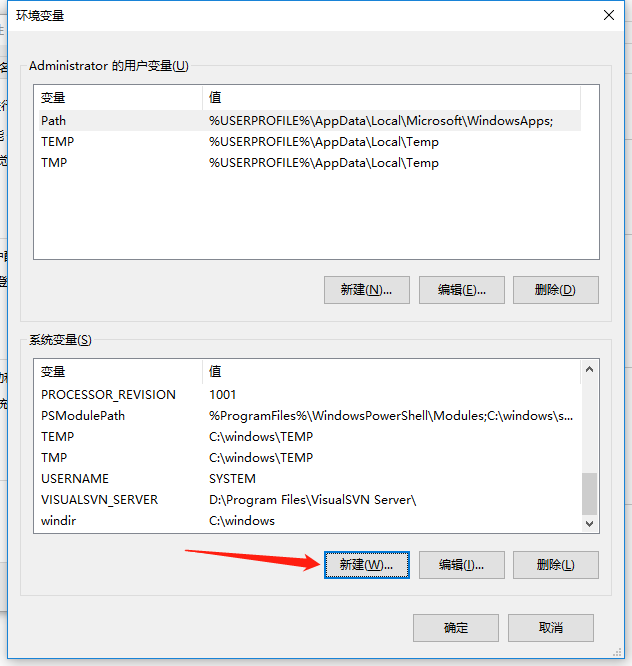 环境变量
Administrator 的用户变量(U)
变量 值
Path %USERPROFILE%\AppData\Local\Microsoft\WindowsApps;
TEMP %USERPROFILE%\AppData\Local\Temp
TMP %USERPROFILE%\AppData\Local\Temp
新建(N)... 编辑(E)... 删除(D)
系统变量(S)
变量 值
PROCESSOR_REVISION 1001
PSModulePath %ProgramFiles%\WindowsPowerShell\Modules;C:\windows\s...
TEMP C:\windows\TEMP
TMP C:\windows\TEMP
USERNAME SYSTEM
VISUALSVN_SERVER D:\Program Files\VisualSVN Server\
windir C:\windows
新建(W)... 编辑(I)... 删除(L)
确定 取消